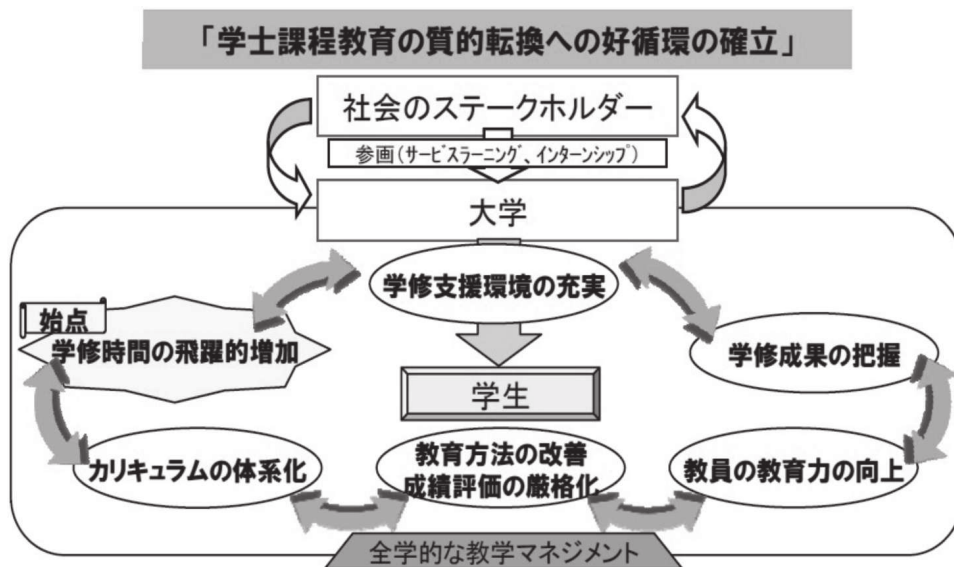 「学士課程教育の質的転換への好循環の確立」
社会のステークホルダー
参画(サービスラーニング、インターンシップ)
大学
学修支援環境の充実
始点
学修時間の飛躍的増加
学修成果の把握
学生
カリキュラムの体系化
教育方法の改善
成績評価の厳格化
教員の教育力の向上
全学的な教学マネジメント